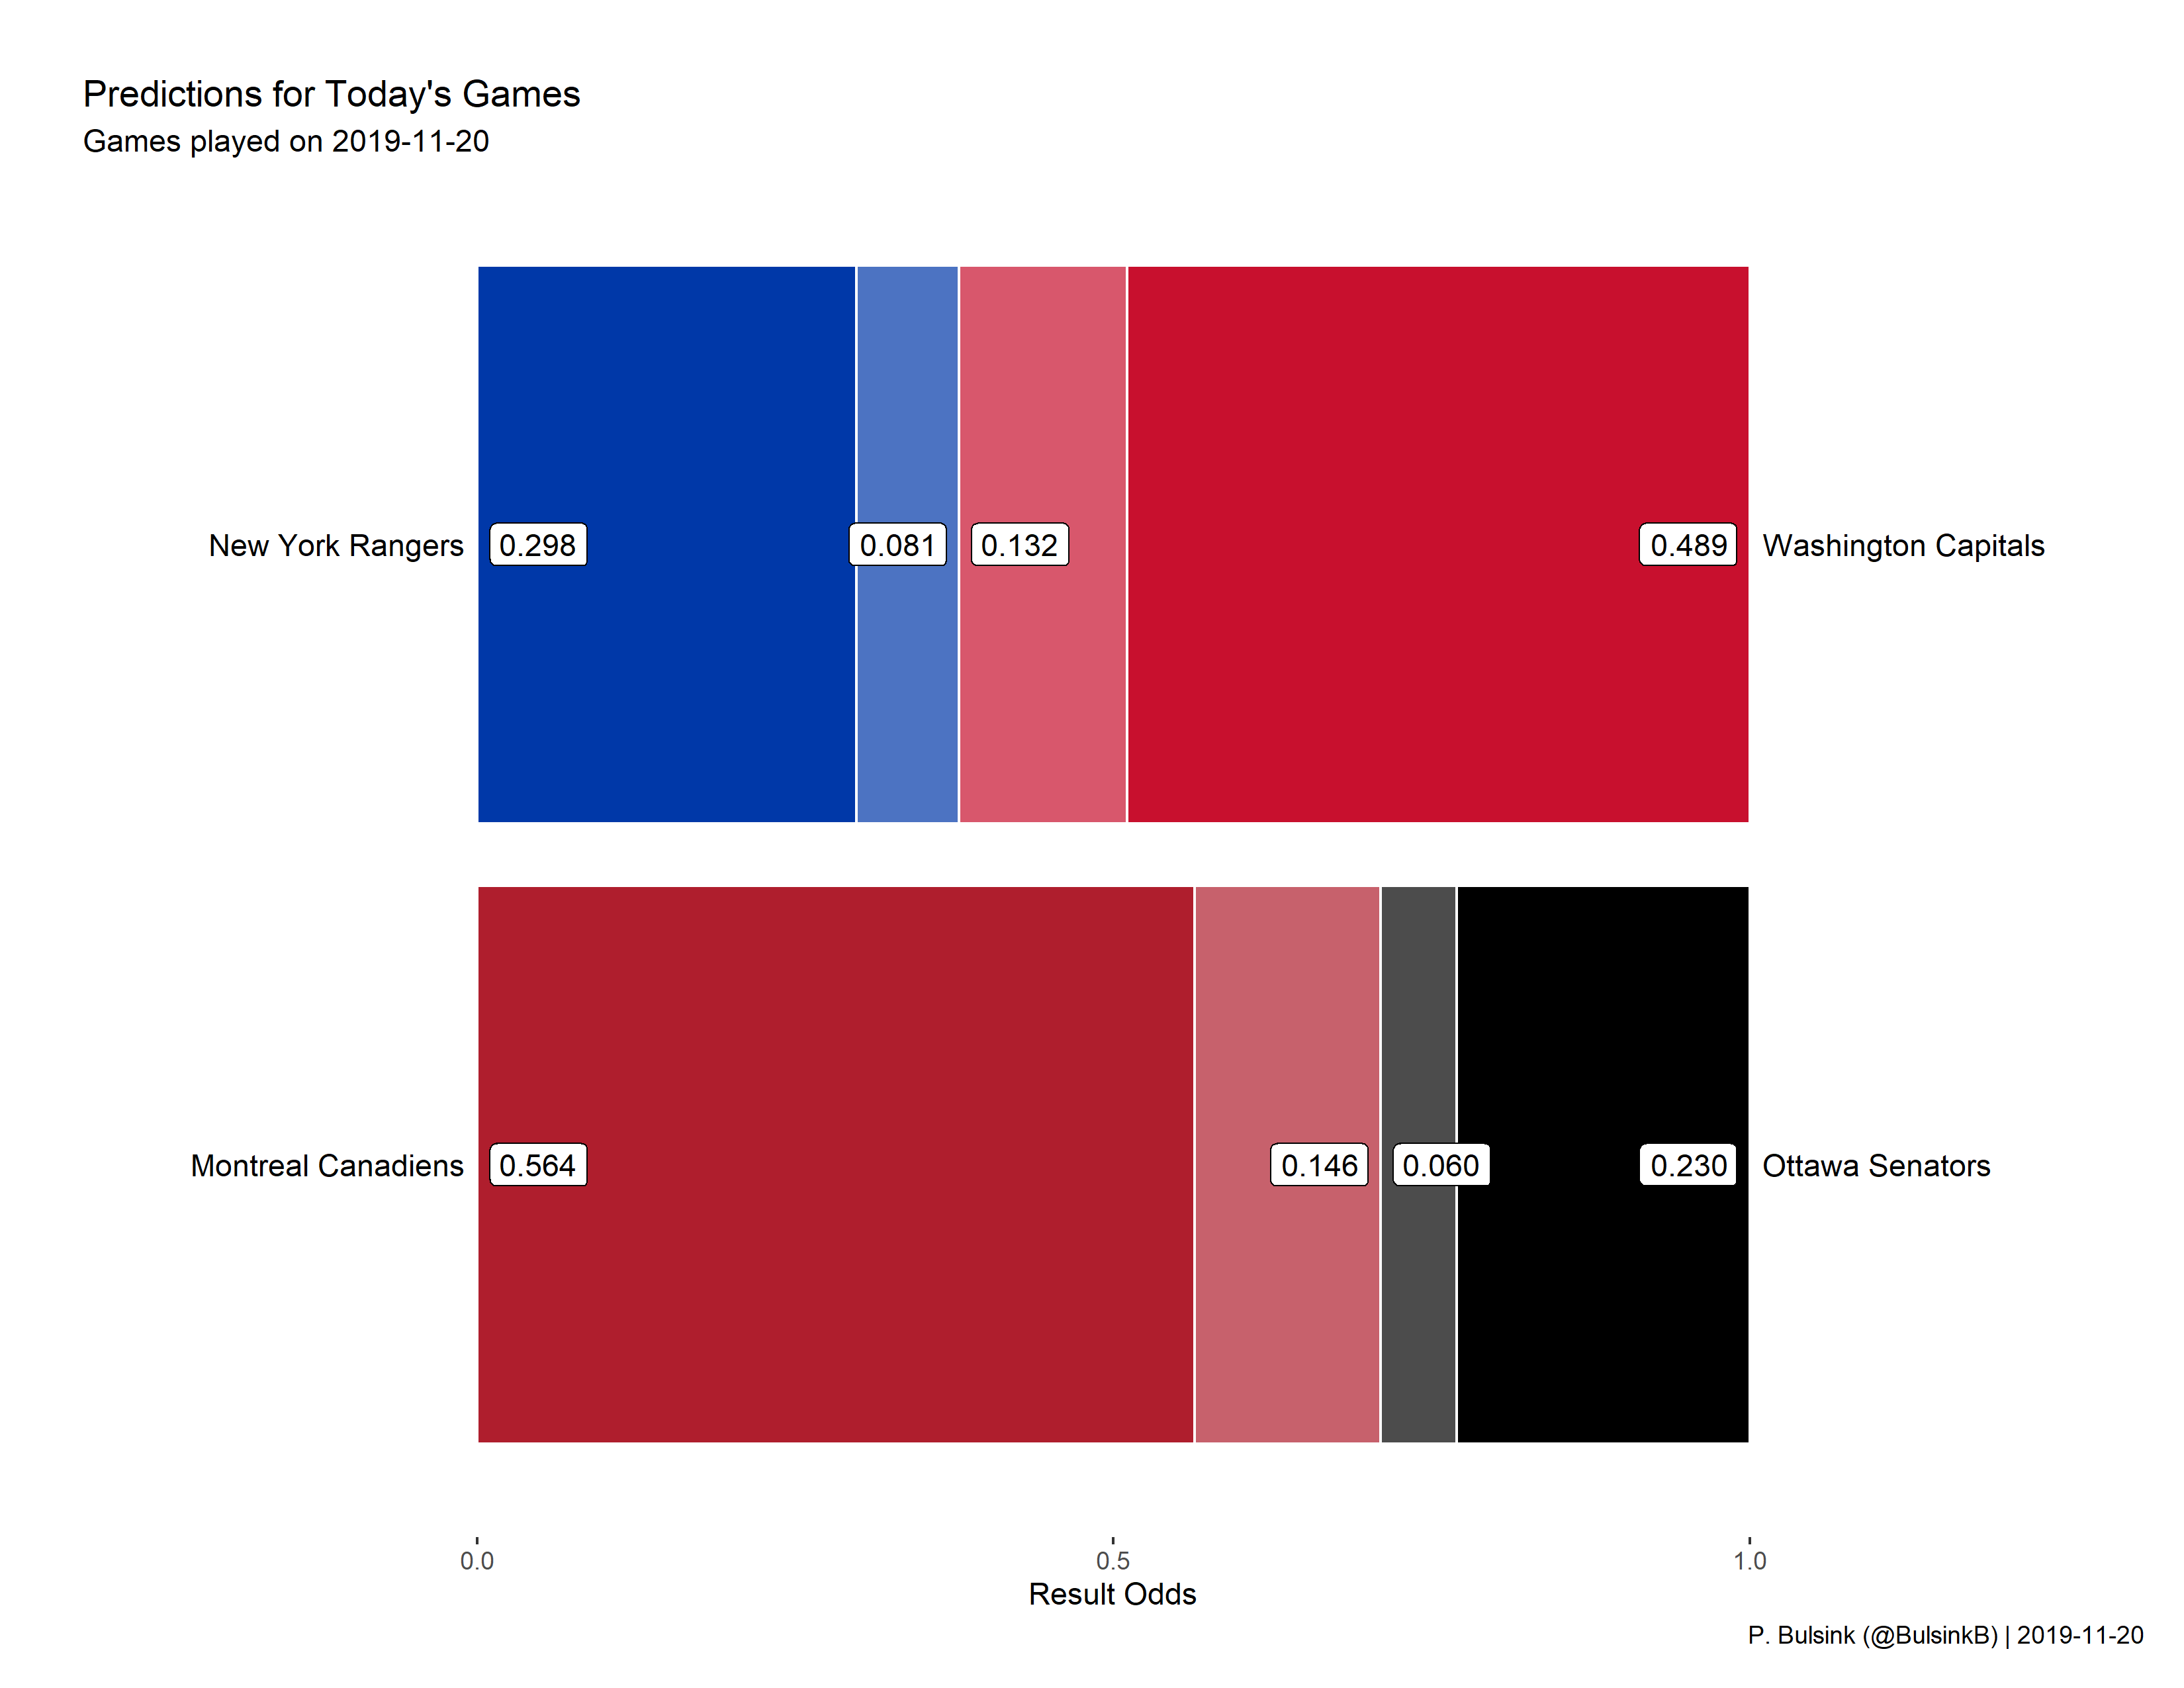 Predictions for Today's Games
Games played on 2019-11-20
New York Rangers 0.298 0.081 0.132 0.489 Washington Capitals
Montreal Canadiens 0.564 0.146 0.060 0.230 Ottawa Senators
0.0 0.5 1.0
Result Odds
P. Bulsink (@BulsinkB) | 2019-11-20